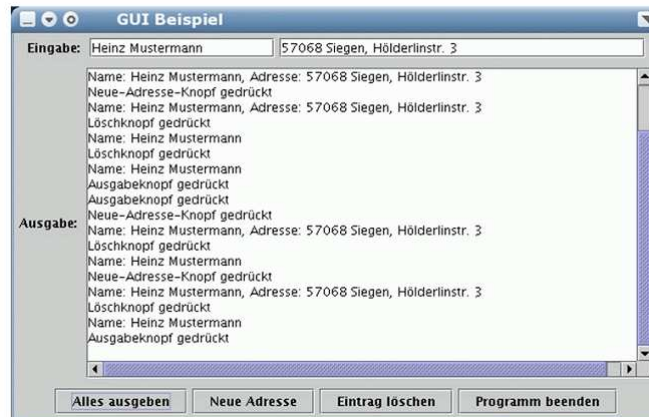 GUI Beispiel
Eingabe: Heinz Mustermann 57068 Siegen, Hölderlinstr. 3
Ausgabe:
Name: Heinz Mustermann, Adresse: 57068 Siegen, Hölderlinstr. 3
Neue-Adresse-Knopf gedrückt
Name: Heinz Mustermann, Adresse: 57068 Siegen, Hölderlinstr. 3
Löschknopf gedrückt
Name: Heinz Mustermann
Löschknopf gedrückt
Name: Heinz Mustermann
Ausgabeknopf gedrückt
Ausgabeknopf gedrückt
Neue-Adresse-Knopf gedrückt
Name: Heinz Mustermann, Adresse: 57068 Siegen, Hölderlinstr. 3
Löschknopf gedrückt
Name: Heinz Mustermann
Neue-Adresse-Knopf gedrückt
Name: Heinz Mustermann, Adresse: 57068 Siegen, Hölderlinstr. 3
Löschknopf gedrückt
Name: Heinz Mustermann
Ausgabeknopf gedrückt
Alles ausgeben Neue Adresse Eintrag löschen Programm beenden